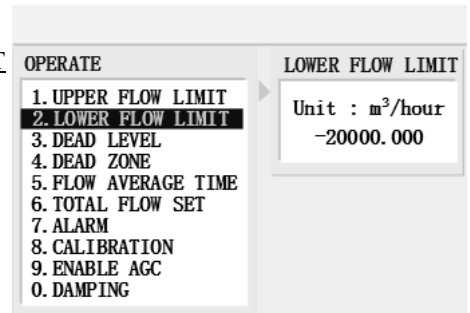 T
OPERATE
1. UPPER FLOW LIMIT
2. LOWER FLOW LIMIT
3. DEAD LEVEL
4. DEAD ZONE
5. FLOW AVERAGE TIME
6. TOTAL FLOW SET
7. ALARM
8. CALIBRATION
9. ENABLE AGC
0. DAMPING
LOWER FLOW LIMIT
Unit : m³/hour
-20000.000